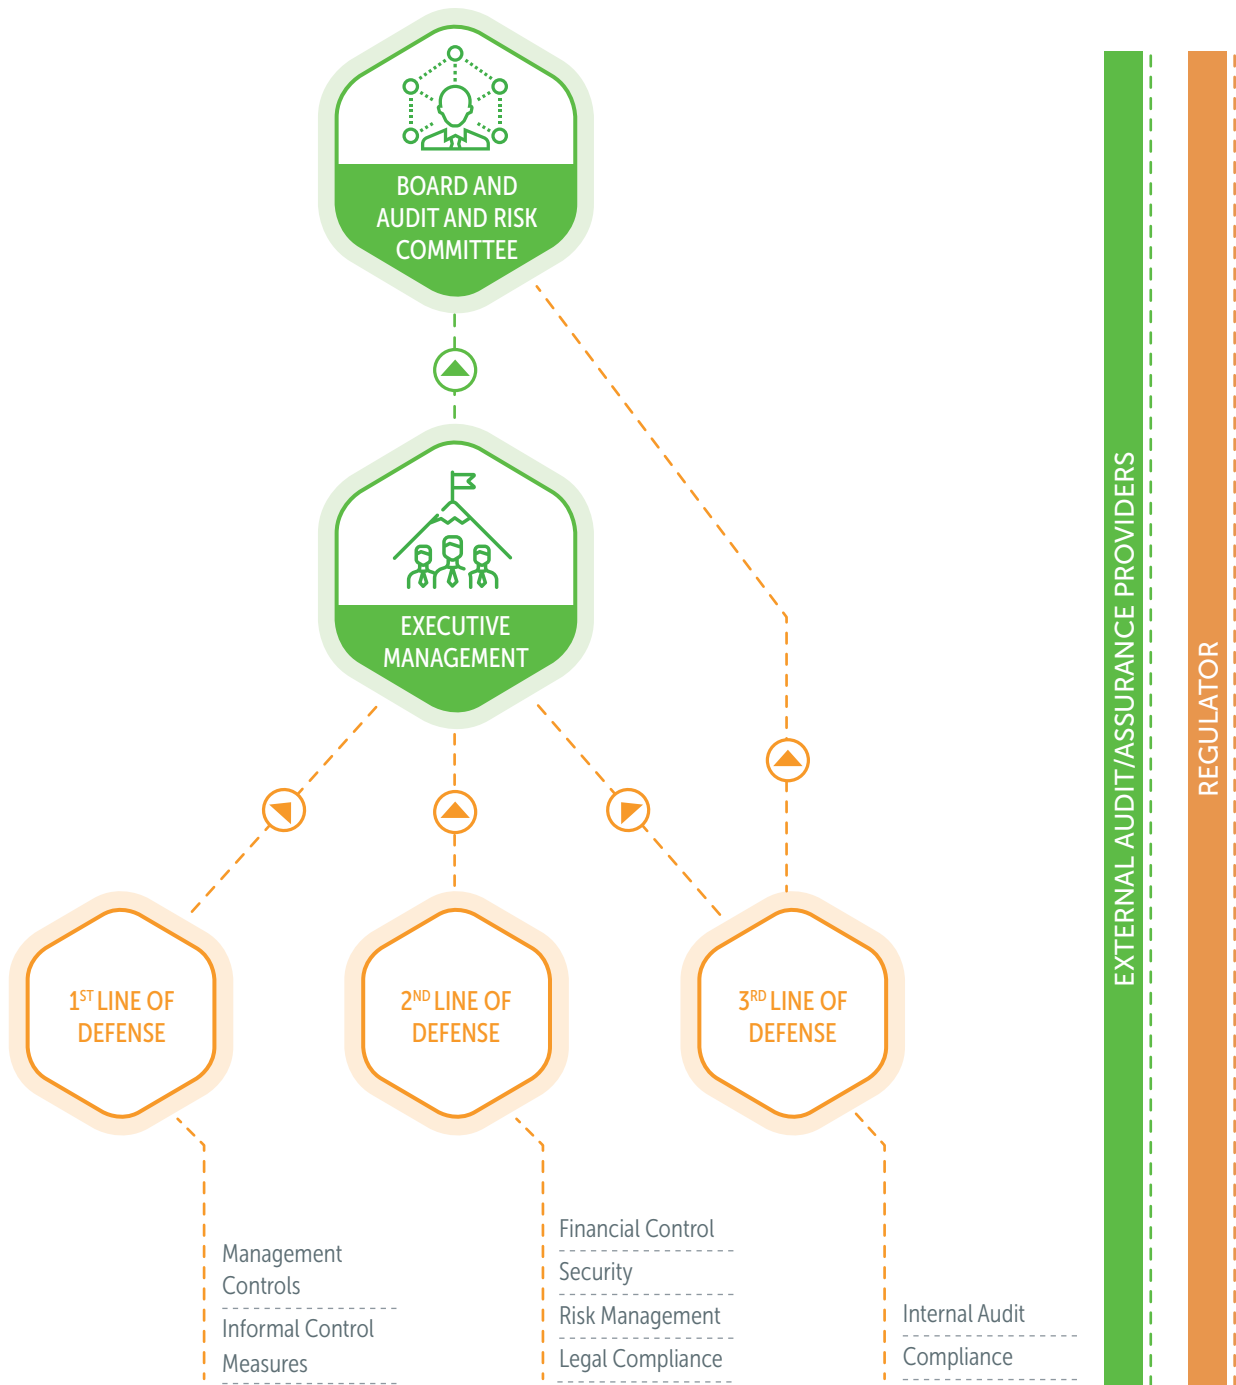 BOARD AND
AUDIT AND RISK
COMMITTEE
EXECUTIVE
MANAGEMENT
1ST LINE OF
DEFENSE
2ND LINE OF
DEFENSE
3RD LINE OF
DEFENSE
Management
Controls
Informal Control
Measures
Financial Control
Security
Risk Management
Legal Compliance
Internal Audit
Compliance
EXTERNAL AUDIT/ASSURANCE PROVIDERS
REGULATOR